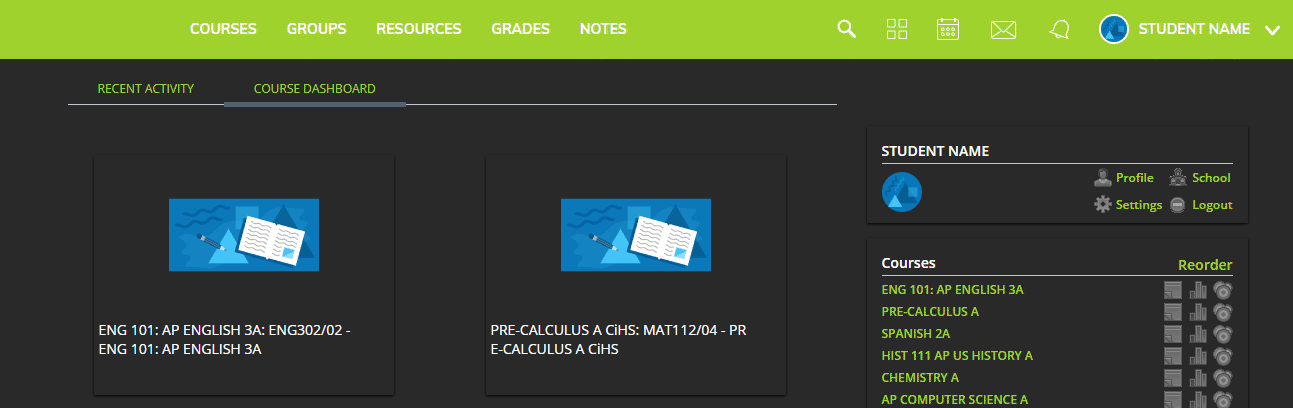 COURSES GROUPS RESOURCES GRADES NOTES STUDENT NAME
RECENT ACTIVITY COURSE DASHBOARD
ENG 101: AP ENGLISH 3A: ENG302/02 -
ENG 101: AP ENGLISH 3A
PRE-CALCULUS A CiHS: MAT112/04 - PR
E-CALCULUS A CiHS
STUDENT NAME
Profile School
Settings Logout
Courses Reorder
ENG 101: AP ENGLISH 3A
PRE-CALCULUS A
SPANISH 2A
HIST 111 AP US HISTORY A
CHEMISTRY A
AP COMPUTER SCIENCE A